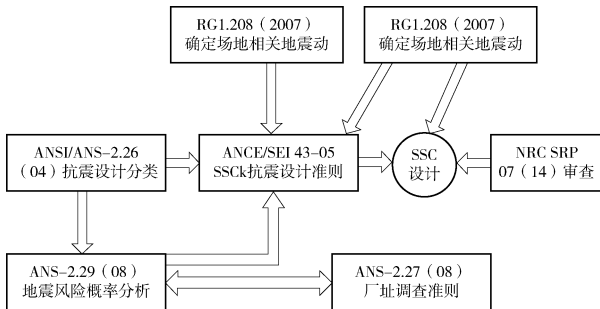 RG1.208（2007）
确定场地相关地震动
RG1.208（2007）
确定场地相关地震动
ANSI/ANS-2.26
（04）抗震设计分类
ANCE/SEI 43-05
SSCk抗震设计准则
SSC
设计
NRC SRP
07（14）审查
ANS-2.29（08）
地震风险概率分析
ANS-2.27（08）
厂址调查准则